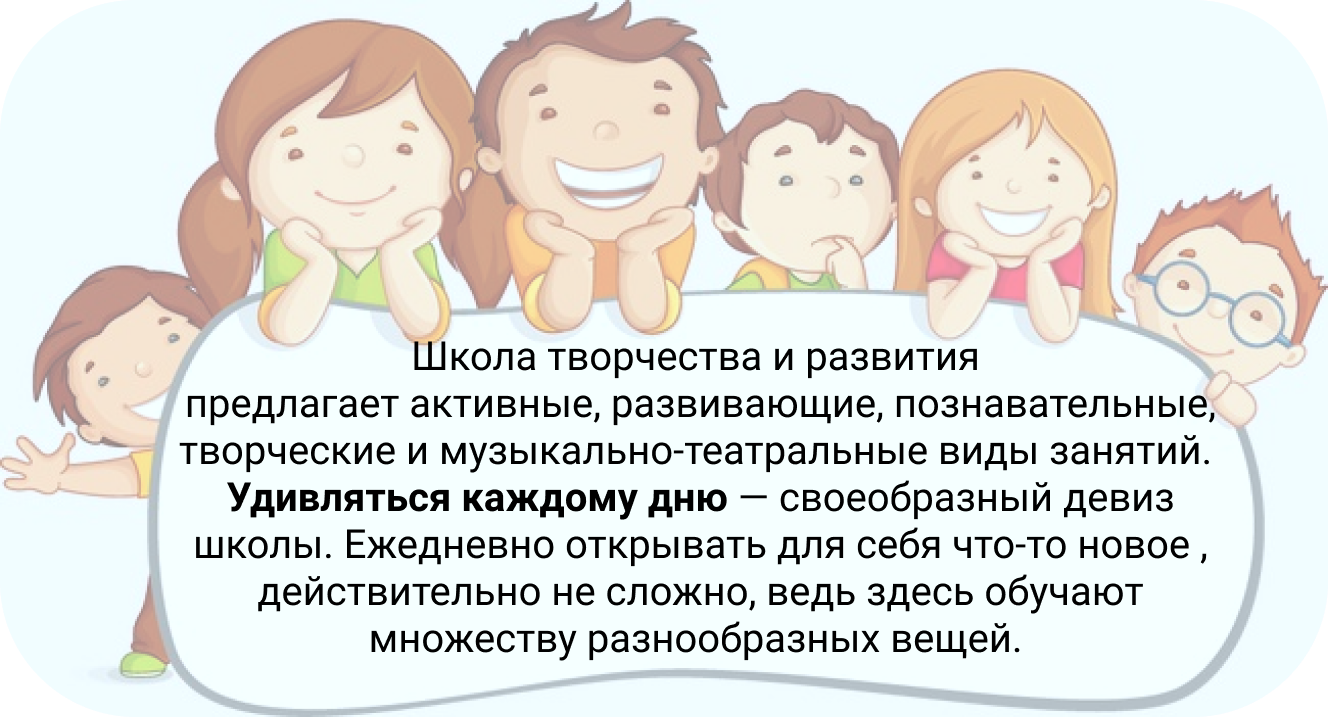 Школа творчества и развития
предлагает активные, развивающие, познавательные,
творческие и музыкально-театральные виды занятий.
Удивляться каждому дню — своеобразный девиз
школы. Ежедневно открывать для себя что-то новое ,
действительно не сложно, ведь здесь обучают
множеству разнообразных вещей.